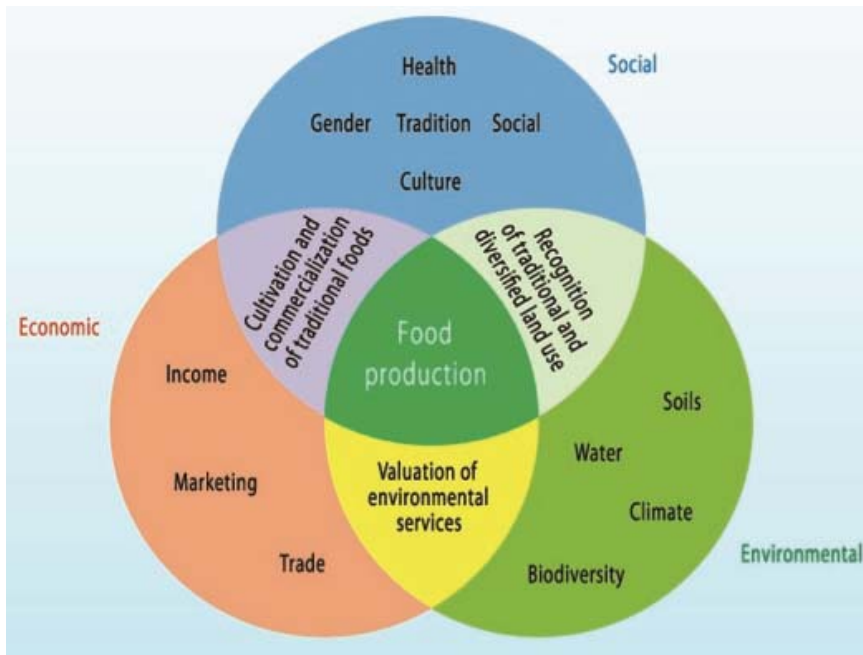 Health
Social
Gender Tradition Social
Culture
Cultivation and
commercialization
of traditional foods
Recognition
of traditional and
diversified land use
Economic
Food
production
Income
Soils
Water
Marketing
Valuation of
environmental
services
Climate
Trade
Biodiversity
Environmental